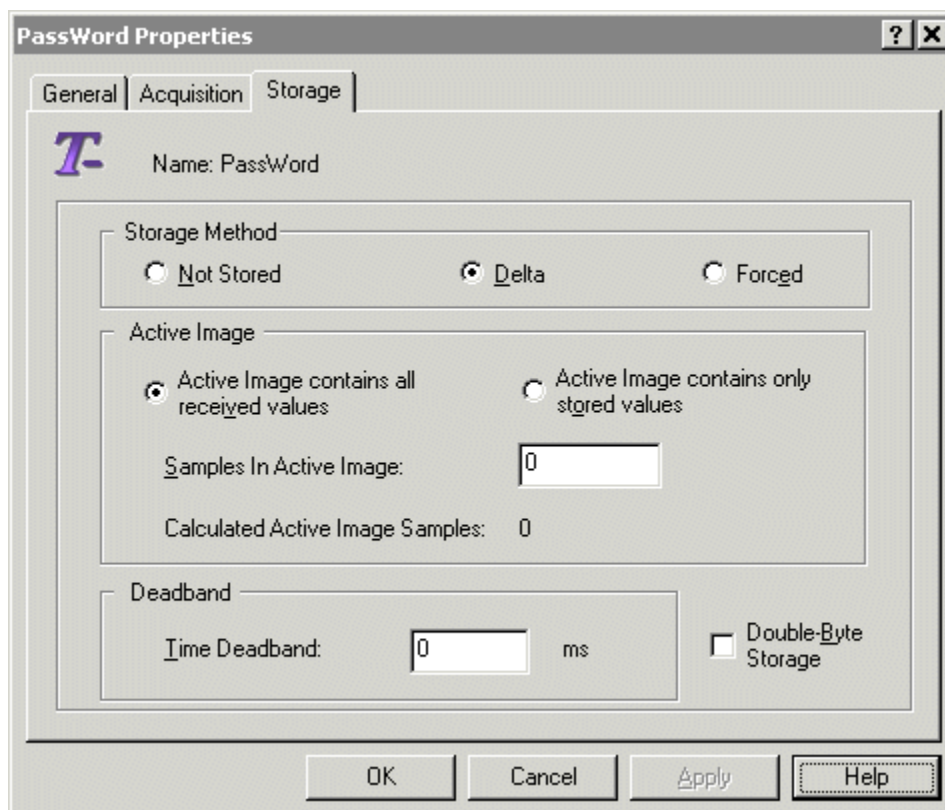 PassWord Properties
General Acquisition Storage
T-
Name: PassWord
Storage Method
Not Stored Delta Forced
Active Image
Active Image contains all received values
Active Image contains only stored values
Samples In Active Image: 0
Calculated Active Image Samples: 0
Deadband
Time Deadband: 0 ms
Double-Byte Storage
OK Cancel Apply Help